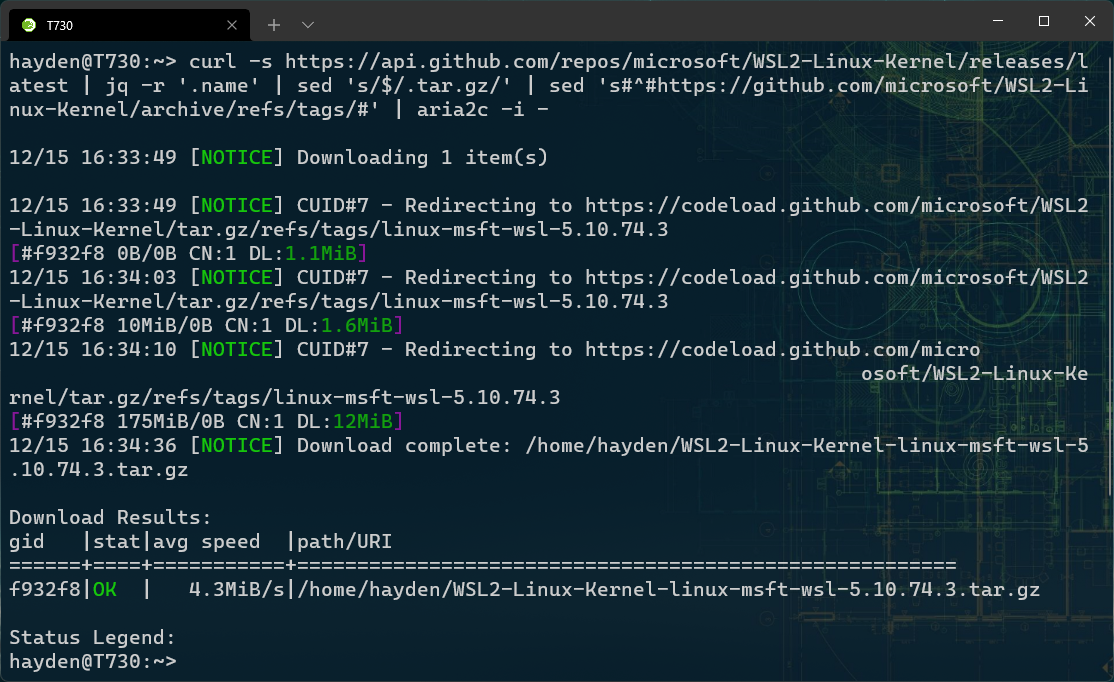 T730
hayden@T730:~> curl -s https://api.github.com/repos/microsoft/WSL2-Linux-Kernel/releases/l
atest | jq -r '.name' | sed 's/$/.tar.gz/' | sed 's#^#https://github.com/microsoft/WSL2-Li
nux-Kernel/archive/refs/tags/#' | aria2c -i -
12/15 16:33:49 [NOTICE] Downloading 1 item(s)
12/15 16:33:49 [NOTICE] CUID#7 - Redirecting to https://codeload.github.com/microsoft/WSL2
-Linux-Kernel/tar.gz/refs/tags/linux-msft-wsl-5.10.74.3
[#f932f8 0B/0B CN:1 DL:1.1MiB]
12/15 16:34:03 [NOTICE] CUID#7 - Redirecting to https://codeload.github.com/microsoft/WSL2
-Linux-Kernel/tar.gz/refs/tags/linux-msft-wsl-5.10.74.3
[#f932f8 10MiB/0B CN:1 DL:1.6MiB]
12/15 16:34:10 [NOTICE] CUID#7 - Redirecting to https://codeload.github.com/micro
osoft/WSL2-Linux-Ke
rnel/tar.gz/refs/tags/linux-msft-wsl-5.10.74.3
[#f932f8 175MiB/0B CN:1 DL:12MiB]
12/15 16:34:36 [NOTICE] Download complete: /home/hayden/WSL2-Linux-Kernel-linux-msft-wsl-5
.10.74.3.tar.gz
Download Results:
gid   |stat|avg speed  |path/URI
======+====+===========+=======================================================
f932f8|OK  |   4.3MiB/s|/home/hayden/WSL2-Linux-Kernel-linux-msft-wsl-5.10.74.3.tar.gz
Status Legend:
hayden@T730:~>